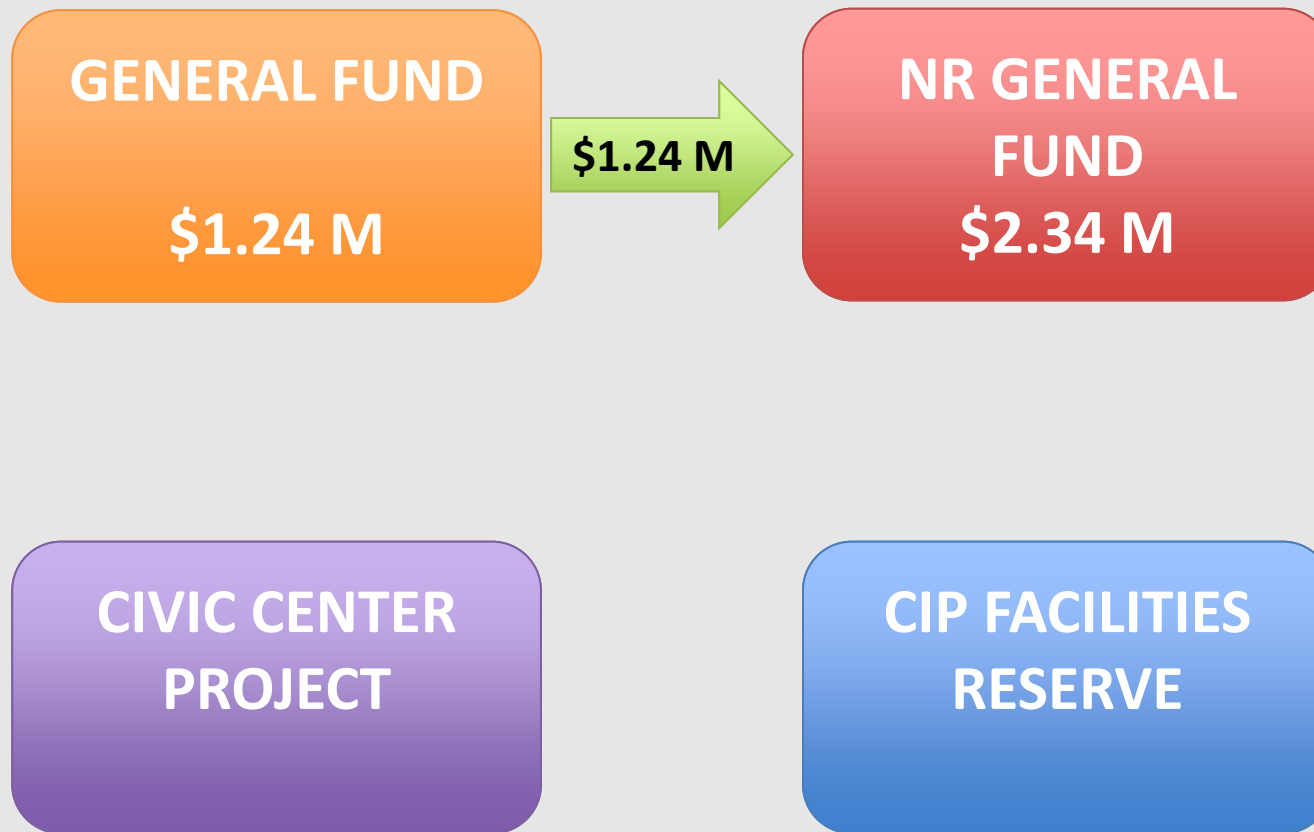 GENERAL FUND
$1.24 M
$1.24 M
NR GENERAL
FUND
$2.34 M
CIVIC CENTER
PROJECT
CIP FACILITIES
RESERVE